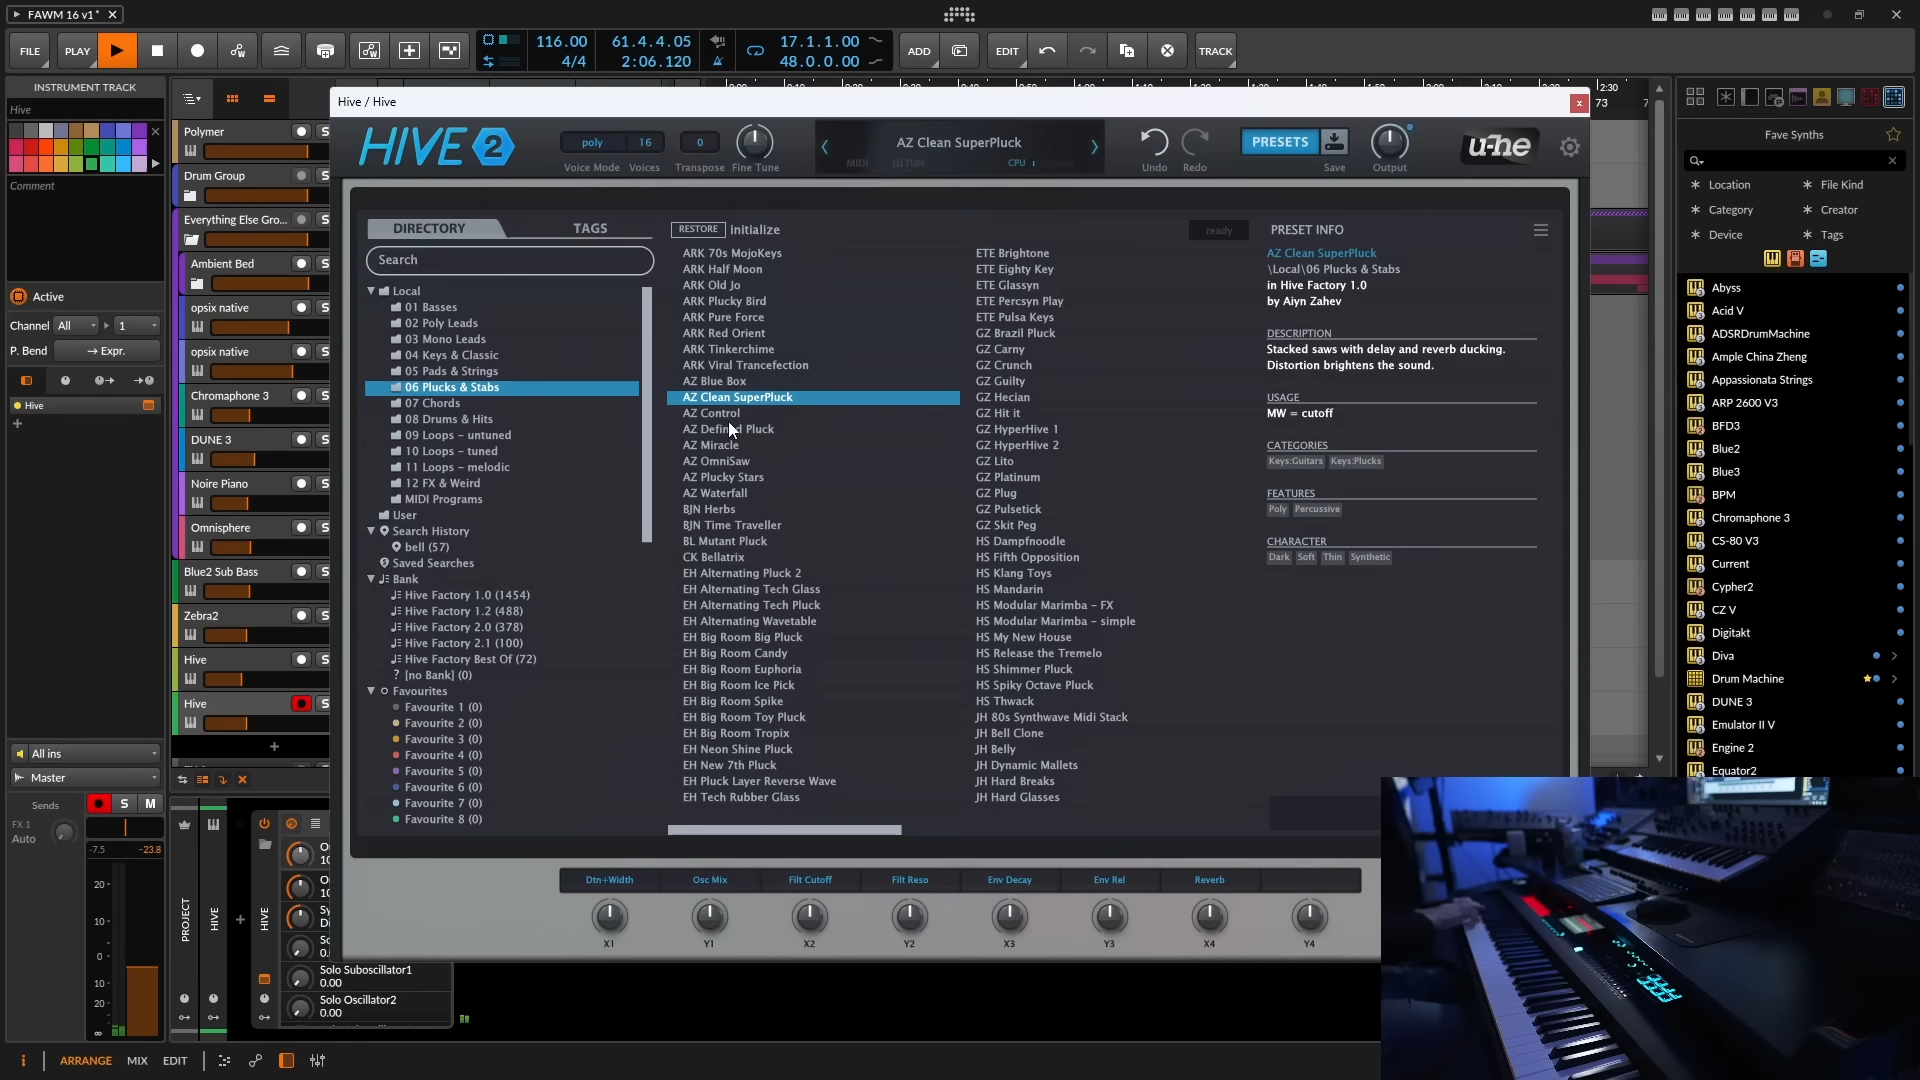 FAWM 16 v1*
FILE
PLAY
116.00
4/4
61.4.4.05
2:06.120
17.1.1.00
48.0.0.00
ADD
EDIT
TRACK
INSTRUMENT TRACK
Hive
Comment
Active
Channel All 1
P. Bend → Expr.
Hive
All ins
Master
Sends
S M
FX 1
Auto
-7.5 -23.8
20
10
0
10
20
∞
Polymer
Drum Group
Everything Else Gro...
Ambient Bed
opsix native
opsix native
Chromaphone 3
DUNE 3
Noire Piano
Omnisphere
Blue2 Sub Bass
Zebra2
Hive
Hive
2:30
73
PROJECT
HIVE
HIVE
Solo Suboscillator1
0.00
Solo Oscillator2
0.00
Hive / Hive
HIVE 2
poly 16
Voice Mode Voices
0
Transpose
Fine Tune
AZ Clean SuperPluck
MIDI
CPU
Undo Redo
PRESETS
Save
Output
u-he
DIRECTORY
TAGS
Search
Local
01 Basses
02 Poly Leads
03 Mono Leads
04 Keys & Classic
05 Pads & Strings
06 Plucks & Stabs
07 Chords
08 Drums & Hits
09 Loops - untuned
10 Loops - tuned
11 Loops - melodic
12 FX & Weird
MIDI Programs
User
Search History
bell (57)
Saved Searches
Bank
Hive Factory 1.0 (1454)
Hive Factory 1.2 (488)
Hive Factory 2.0 (378)
Hive Factory 2.1 (100)
Hive Factory Best Of (72)
? [no Bank] (0)
Favourites
Favourite 1 (0)
Favourite 2 (0)
Favourite 3 (0)
Favourite 4 (0)
Favourite 5 (0)
Favourite 6 (0)
Favourite 7 (0)
Favourite 8 (0)
RESTORE initialize
ready
ARK 70s MojoKeys
ARK Half Moon
ARK Old Jo
ARK Plucky Bird
ARK Pure Force
ARK Red Orient
ARK Tinkerchime
ARK Viral Trancefection
AZ Blue Box
AZ Clean SuperPluck
AZ Control
AZ Defined Pluck
AZ Miracle
AZ OmniSaw
AZ Plucky Stars
AZ Waterfall
BJN Herbs
BJN Time Traveller
BL Mutant Pluck
CK Bellatrix
EH Alternating Pluck 2
EH Alternating Tech Glass
EH Alternating Tech Pluck
EH Alternating Wavetable
EH Big Room Big Pluck
EH Big Room Candy
EH Big Room Euphoria
EH Big Room Ice Pick
EH Big Room Spike
EH Big Room Toy Pluck
EH Big Room Tropix
EH Neon Shine Pluck
EH New 7th Pluck
EH Pluck Layer Reverse Wave
EH Tech Rubber Glass
ETE Brightone
ETE Eighty Key
ETE Glassyn
ETE Percsyn Play
ETE Pulsa Keys
GZ Brazil Pluck
GZ Carny
GZ Crunch
GZ Guilty
GZ Hecian
GZ Hit it
GZ HyperHive 1
GZ HyperHive 2
GZ Lito
GZ Platinum
GZ Plug
GZ Pulsetick
GZ Skit Peg
HS Dampfnoodle
HS Fifth Opposition
HS Klang Toys
HS Mandarin
HS Modular Marimba - FX
HS Modular Marimba - simple
HS My New House
HS Release the Tremelo
HS Shimmer Pluck
HS Spiky Octave Pluck
HS Thwack
JH 80s Synthwave Midi Stack
JH Bell Clone
JH Belly
JH Dynamic Mallets
JH Hard Breaks
JH Hard Glasses
PRESET INFO
AZ Clean SuperPluck
\Local\06 Plucks & Stabs
in Hive Factory 1.0
by Aiyn Zahev
DESCRIPTION
Stacked saws with delay and reverb ducking.
Distortion brightens the sound.
USAGE
MW = cutoff
CATEGORIES
Keys:Guitars Keys:Plucks
FEATURES
Poly Percussive
CHARACTER
Dark Soft Thin Synthetic
Dtn+Width Osc Mix Filt Cutoff Filt Reso Env Decay Env Rel Reverb
X1 Y1 X2 Y2 X3 Y3 X4 Y4
Fave Synths
Location File Kind
Category Creator
Device Tags
Abyss
Acid V
ADSRDrumMachine
Ample China Zheng
Appassionata Strings
ARP 2600 V3
BFD3
Blue2
Blue3
BPM
Chromaphone 3
CS-80 V3
Current
Cypher2
CZ V
Digitakt
Diva
Drum Machine
DUNE 3
Emulator II V
Engine 2
Equator2
i ARRANGE MIX EDIT